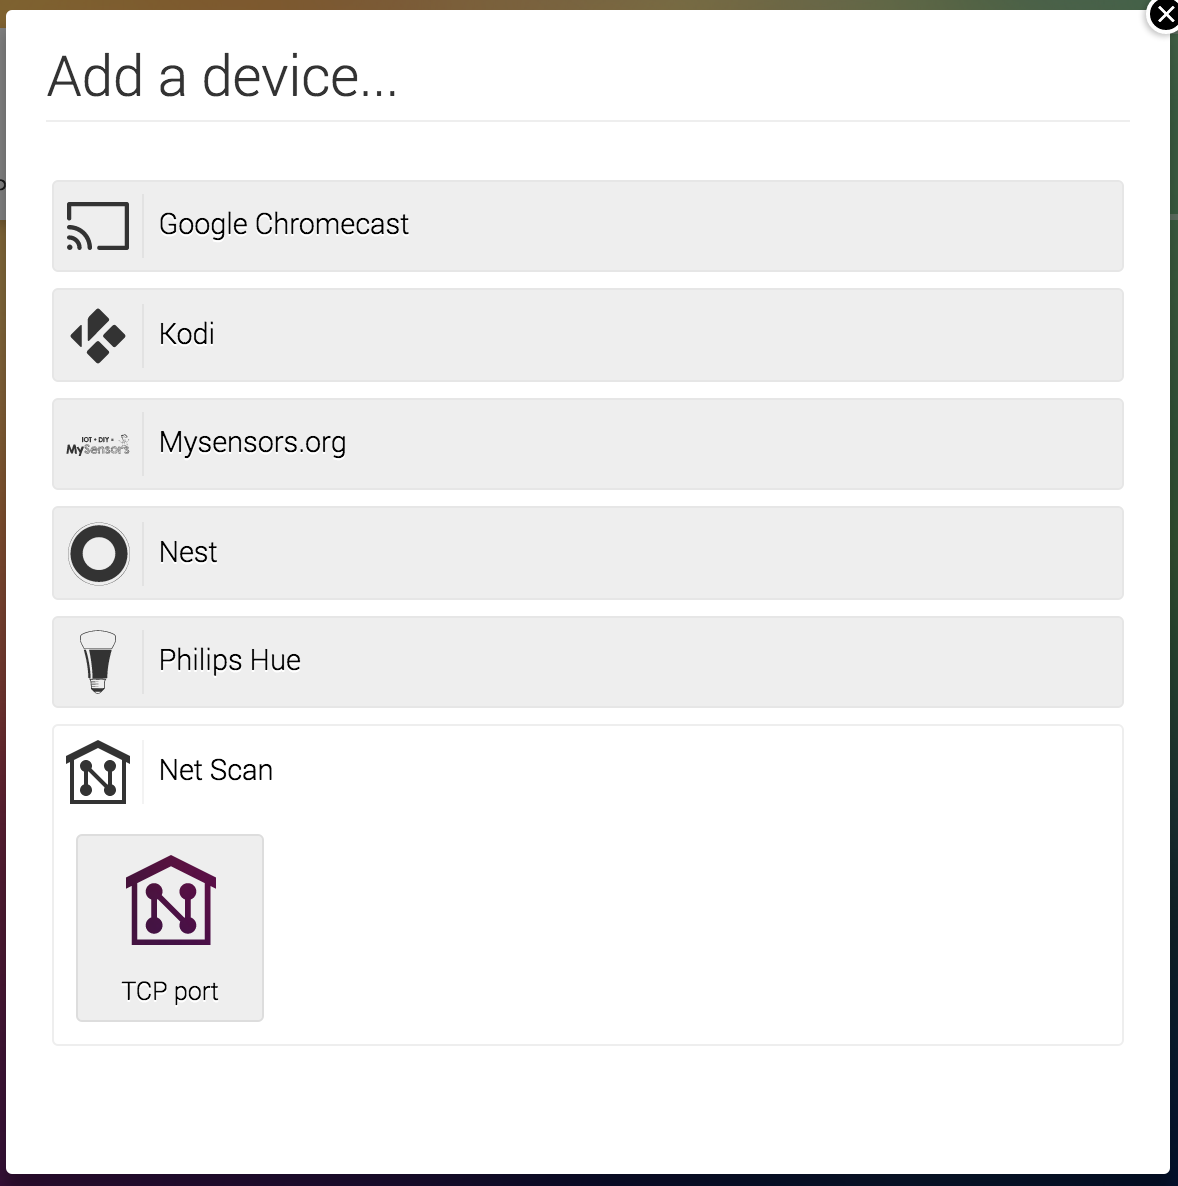 Add a device...
Google Chromecast
Kodi
IOT • DIY •
MySensors
Mysensors.org
Nest
Philips Hue
Net Scan
TCP port